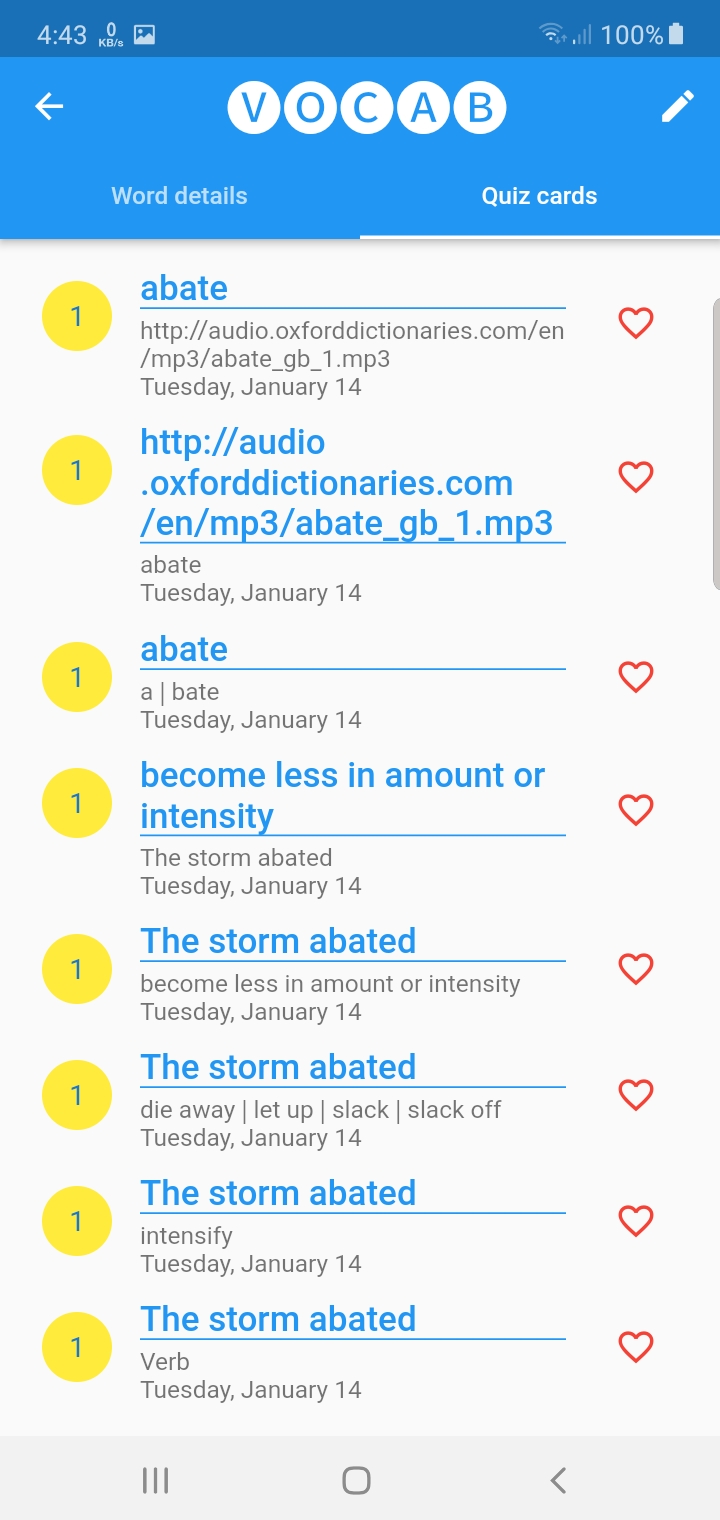 4:43 0 KB/s 100%
VOCAB
Word details Quiz cards
1
abate
http://audio.oxforddictionaries.com/en
/mp3/abate_gb_1.mp3
Tuesday, January 14
1
http://audio
.oxforddictionaries.com
/en/mp3/abate_gb_1.mp3
abate
Tuesday, January 14
1
abate
a | bate
Tuesday, January 14
1
become less in amount or
intensity
The storm abated
Tuesday, January 14
1
The storm abated
become less in amount or intensity
Tuesday, January 14
1
The storm abated
die away | let up | slack | slack off
Tuesday, January 14
1
The storm abated
intensify
Tuesday, January 14
1
The storm abated
Verb
Tuesday, January 14